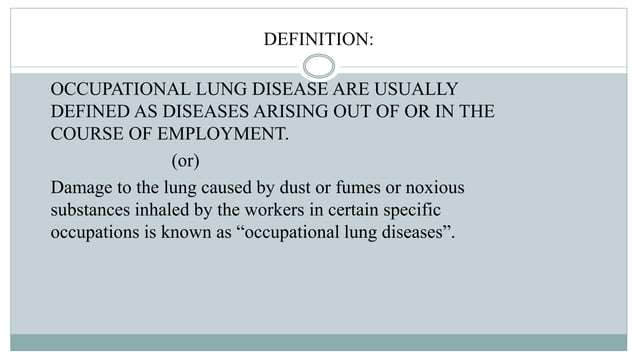 DEFINITION:
OCCUPATIONAL LUNG DISEASE ARE USUALLY
DEFINED AS DISEASES ARISING OUT OF OR IN THE
COURSE OF EMPLOYMENT.
(or)
Damage to the lung caused by dust or fumes or noxious
substances inhaled by the workers in certain specific
occupations is known as “occupational lung diseases”.